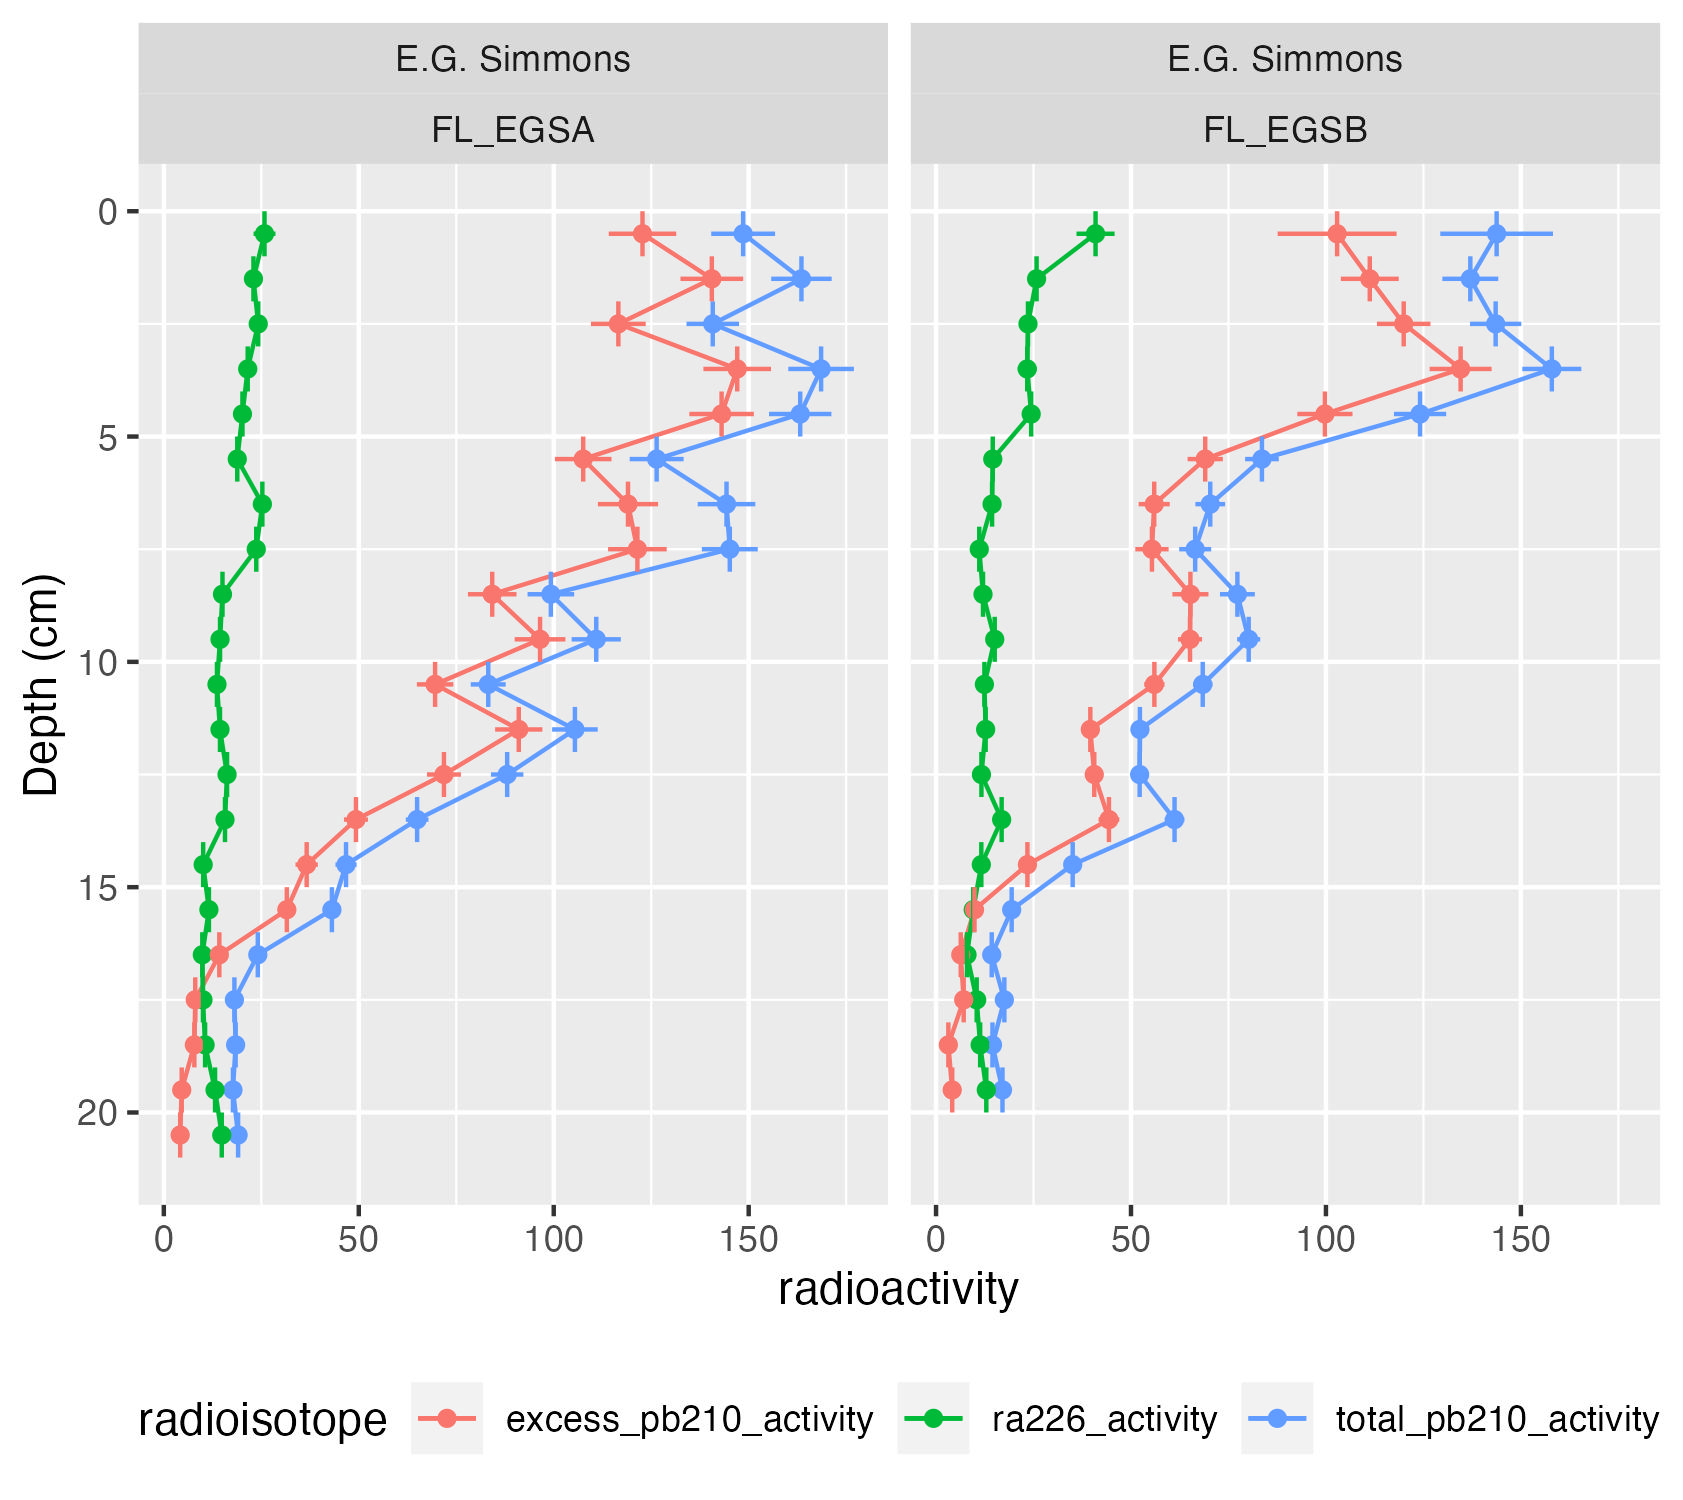 E.G. Simmons E.G. Simmons
FL_EGSA FL_EGSB
0
5
10
15
20
Depth (cm)
0 50 100 150 0 50 100 150
radioactivity
radioisotope excess_pb210_activity ra226_activity total_pb210_activity